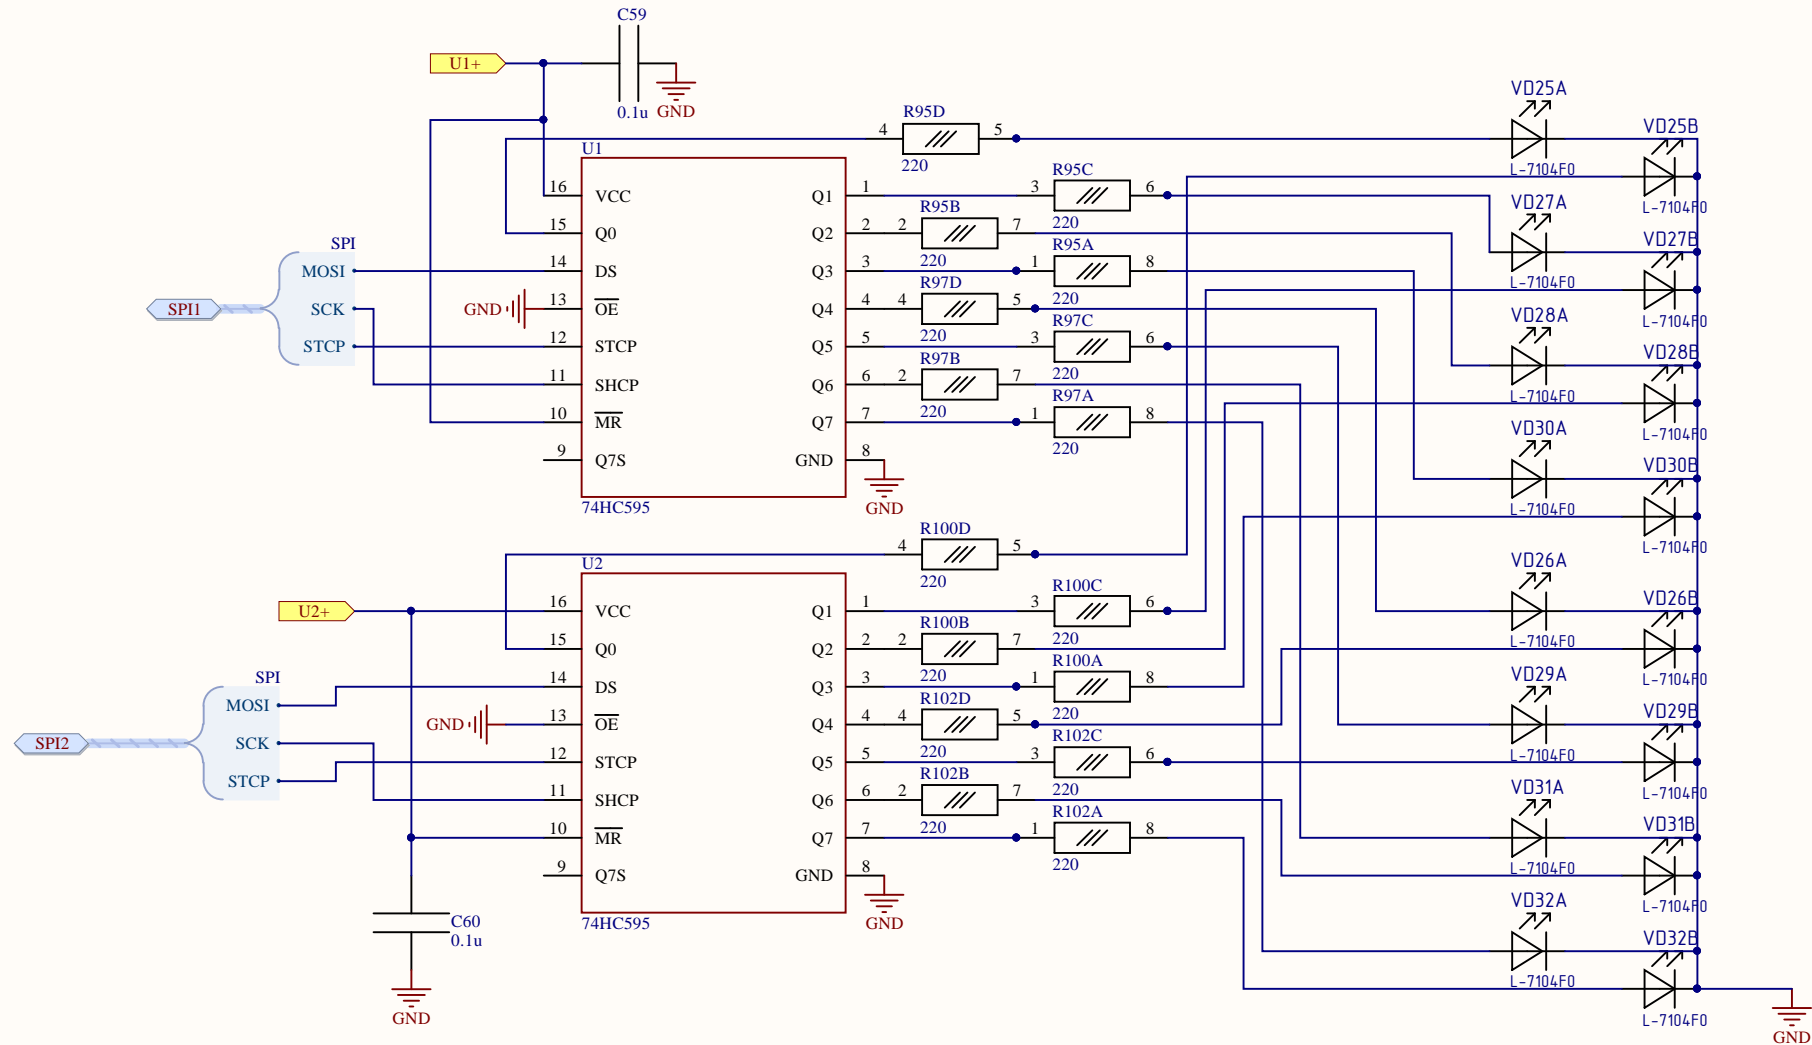 C59
U1+
0.1u
GND
R95D
4
5
220
VD25A
L-7104F0
VD25B
L-7104F0
U1
16
VCC
15
Q0
14
DS
13
OE
12
STCP
11
SHCP
10
MR
9
Q7S
Q1
1
Q2
2
Q3
3
Q4
4
Q5
5
Q6
6
Q7
7
GND
8
GND
74HC595
GND
SPI
MOSI
SCK
STCP
SPI1
3
R95C
6
220
2
R95B
7
220
1
R95A
8
220
4
R97D
5
220
3
R97C
6
220
2
R97B
7
220
1
R97A
8
220
VD27A
L-7104F0
VD27B
L-7104F0
VD28A
L-7104F0
VD28B
L-7104F0
VD30A
L-7104F0
VD30B
L-7104F0
R100D
4
5
220
U2
U2+
16
VCC
15
Q0
14
DS
13
OE
12
STCP
11
SHCP
10
MR
9
Q7S
Q1
1
Q2
2
Q3
3
Q4
4
Q5
5
Q6
6
Q7
7
GND
8
GND
74HC595
GND
SPI
MOSI
SCK
STCP
SPI2
C60
0.1u
GND
3
R100C
6
220
2
R100B
7
220
1
R100A
8
220
4
R102D
5
220
3
R102C
6
220
2
R102B
7
220
1
R102A
8
220
VD26A
L-7104F0
VD26B
L-7104F0
VD29A
L-7104F0
VD29B
L-7104F0
VD31A
L-7104F0
VD31B
L-7104F0
VD32A
L-7104F0
VD32B
L-7104F0
GND